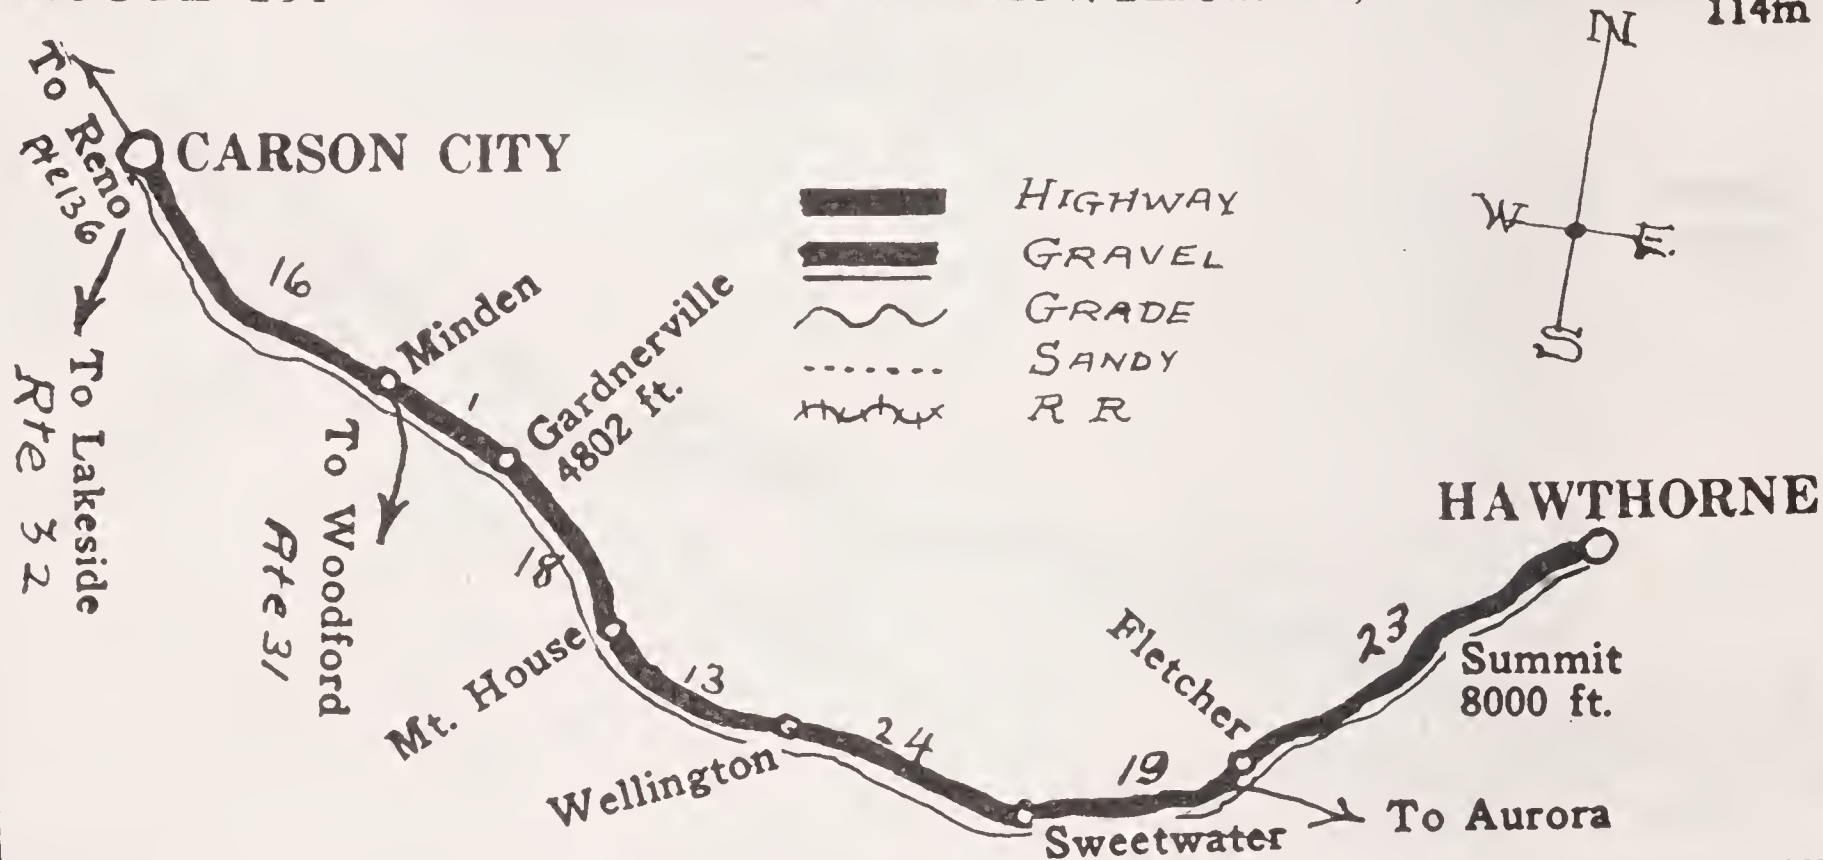 114m
N
W
E.
S
To Reno
Rte 136
CARSON CITY
HIGHWAY
GRAVEL
GRADE
SANDY
R R
16
Minden
1
Gardnerville
4802 ft.
To Lakeside
Rte 32
To Woodford
Rte 31
18
HAWTHORNE
Mt. House
13
Wellington
24
Fletcher
23
Summit
8000 ft.
19
Sweetwater
To Aurora